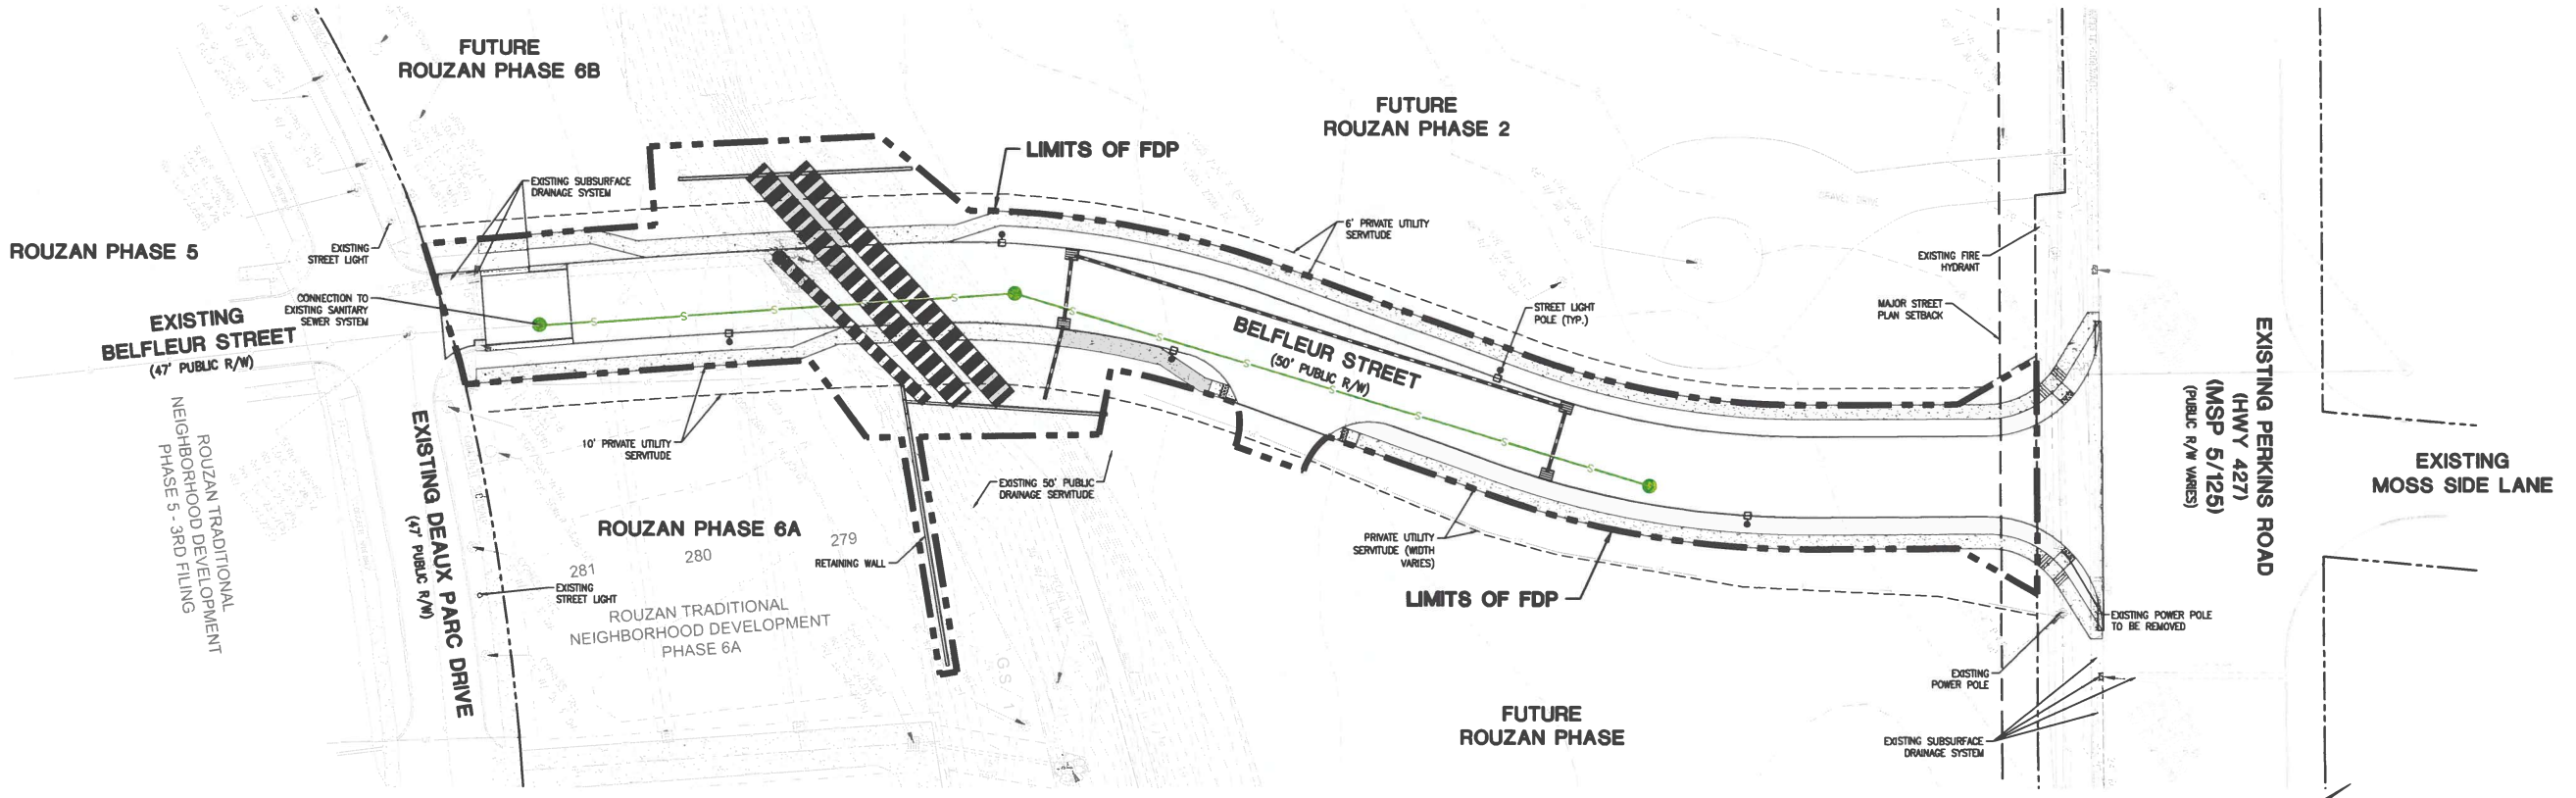 FUTURE
ROUZAN PHASE 6B
FUTURE
ROUZAN PHASE 2
LIMITS OF FDP
EXISTING SUBSURFACE
DRAINAGE SYSTEM
ROUZAN PHASE 5
EXISTING
STREET LIGHT
6' PRIVATE UTILITY
SERVITUDE
GRAVEL DRIVE
EXISTING FIRE
HYDRANT
CONNECTION TO
EXISTING SANITARY
SEWER SYSTEM
EXISTING
BELFLEUR STREET
(47' PUBLIC R/W)
STREET LIGHT
POLE (TYP.)
MAJOR STREET
PLAN SETBACK
BELFLEUR STREET
(50' PUBLIC R/W)
S
S
S
S
S
S
S
S
S
S
S
S
EXISTING PERKINS ROAD
(HWY 427)
(MSP 5/125)
(PUBLIC R/W VARIES)
EXISTING
MOSS SIDE LANE
ROUZAN TRADITIONAL
NEIGHBORHOOD DEVELOPMENT
PHASE 5 - 3RD FILING
EXISTING DEAUX PARC DRIVE
(47' PUBLIC R/W)
10' PRIVATE UTILITY
SERVITUDE
EXISTING 50' PUBLIC
DRAINAGE SERVITUDE
ROUZAN PHASE 6A
281
280
279
RETAINING WALL
EXISTING
STREET LIGHT
ROUZAN TRADITIONAL
NEIGHBORHOOD DEVELOPMENT
PHASE 6A
GS 1
PRIVATE UTILITY
SERVITUDE (WIDTH
VARIES)
LIMITS OF FDP
EXISTING POWER POLE
TO BE REMOVED
EXISTING
POWER POLE
FUTURE
ROUZAN PHASE
EXISTING SUBSURFACE
DRAINAGE SYSTEM